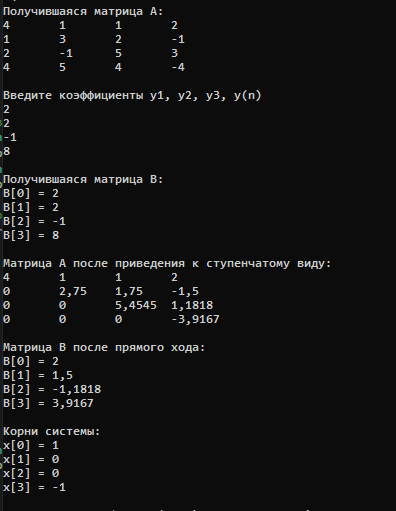 Получившаяся матрица А:
4 1 1 2
1 3 2 -1
2 -1 5 3
4 5 4 -4
Введите коэффициенты y1, y2, y3, y(n)
2
2
-1
8
Получившаяся матрица В:
B[0] = 2
B[1] = 2
B[2] = -1
B[3] = 8
Матрица А после приведения к ступенчатому виду:
4 1 1 2
0 2,75 1,75 -1,5
0 0 5,4545 1,1818
0 0 0 -3,9167
Матрица В после прямого хода:
B[0] = 2
B[1] = 1,5
B[2] = -1,1818
B[3] = 3,9167
Корни системы:
x[0] = 1
x[1] = 0
x[2] = 0
x[3] = -1